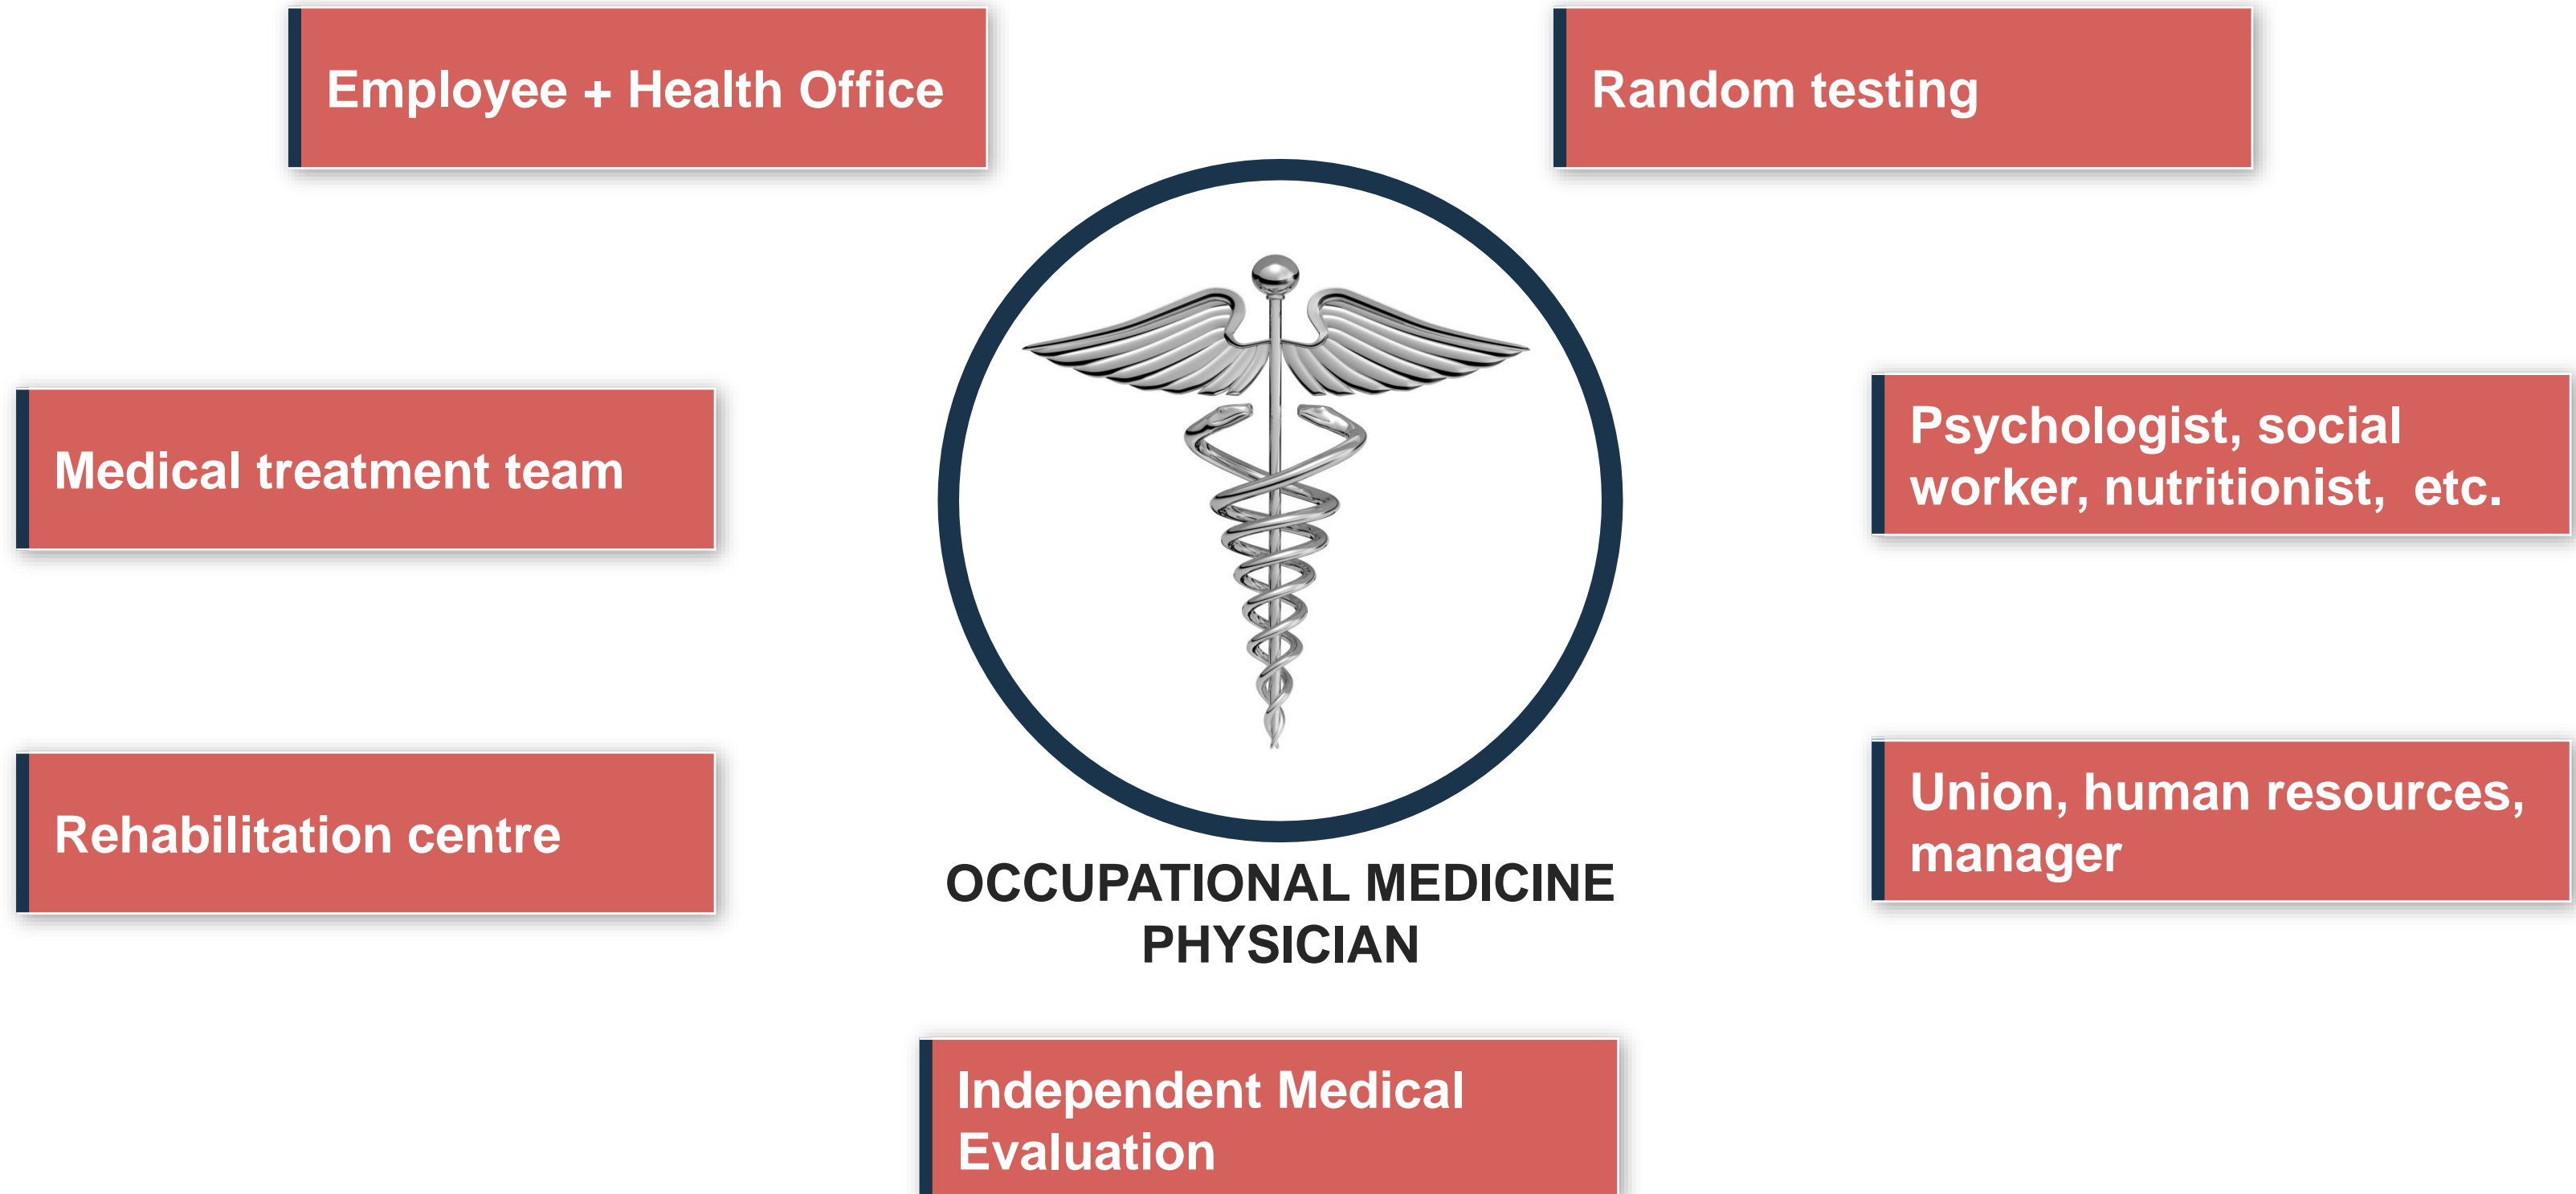 Employee + Health Office
Random testing
Medical treatment team
Psychologist, social
worker, nutritionist,  etc.
Rehabilitation centre
Union, human resources,
manager
OCCUPATIONAL MEDICINE
PHYSICIAN
Independent Medical
Evaluation